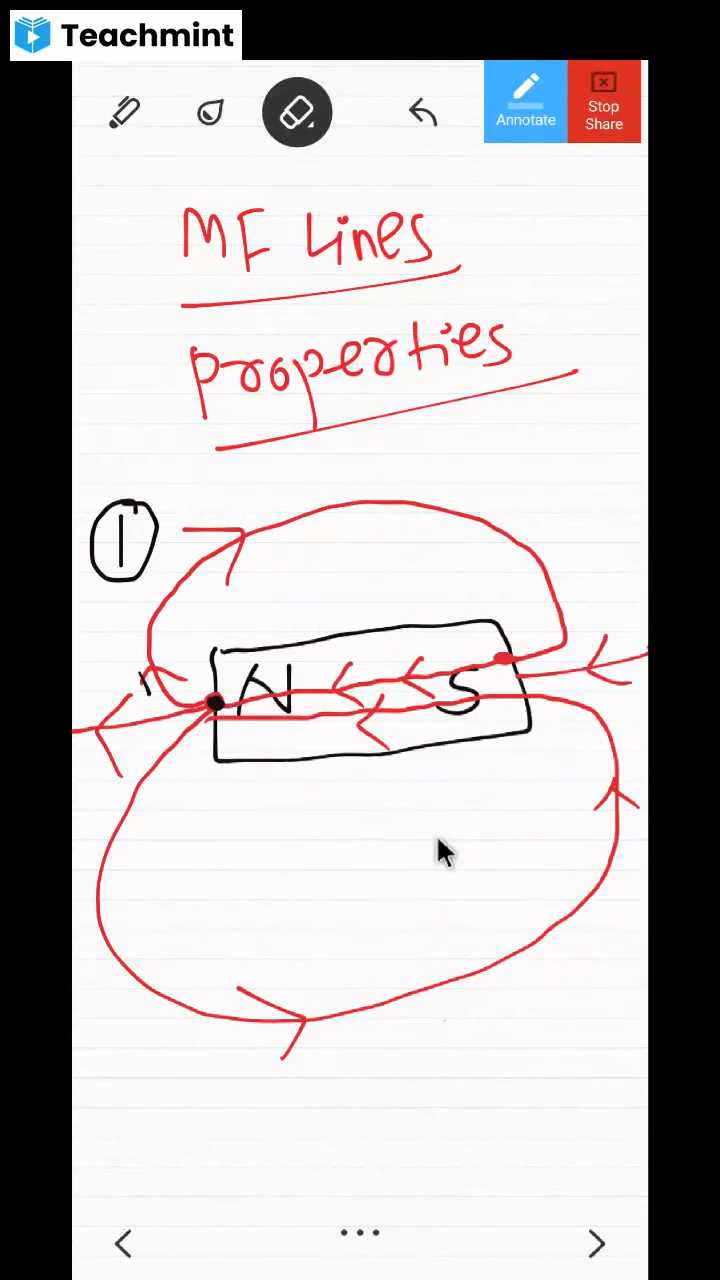 Teachmint
Annotate
Stop
Share
MF Lines
properties
1
N S